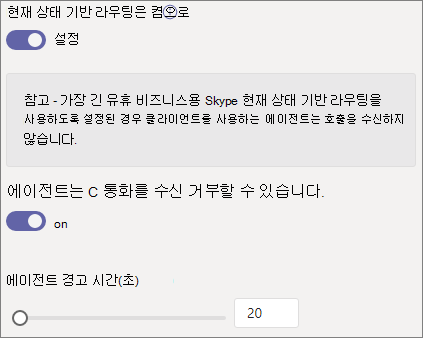 현재 상태 기반 라우팅은 켬으로
설정
참고 - 가장 긴 유휴 비즈니스용 Skype 현재 상태 기반 라우팅을
사용하도록 설정된 경우 클라이언트를 사용하는 에이전트는 호출을 수신하지
않습니다.
에이전트는 C 통화를 수신 거부할 수 있습니다.
on
에이전트 경고 시간(초)
20